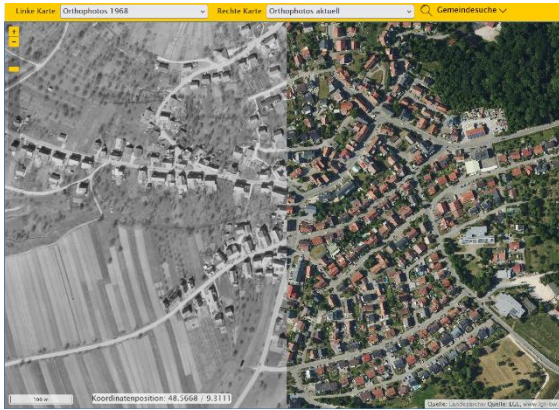 Linke Karte Orthophotos 1968 Rechte Karte Orthophotos aktuell Gemeindesuche
+
−
100 m
Koordinatenposition: 48.5668 / 9.3111
Quelle: Landesarchiv Quelle: LGL, www.lgl-bw